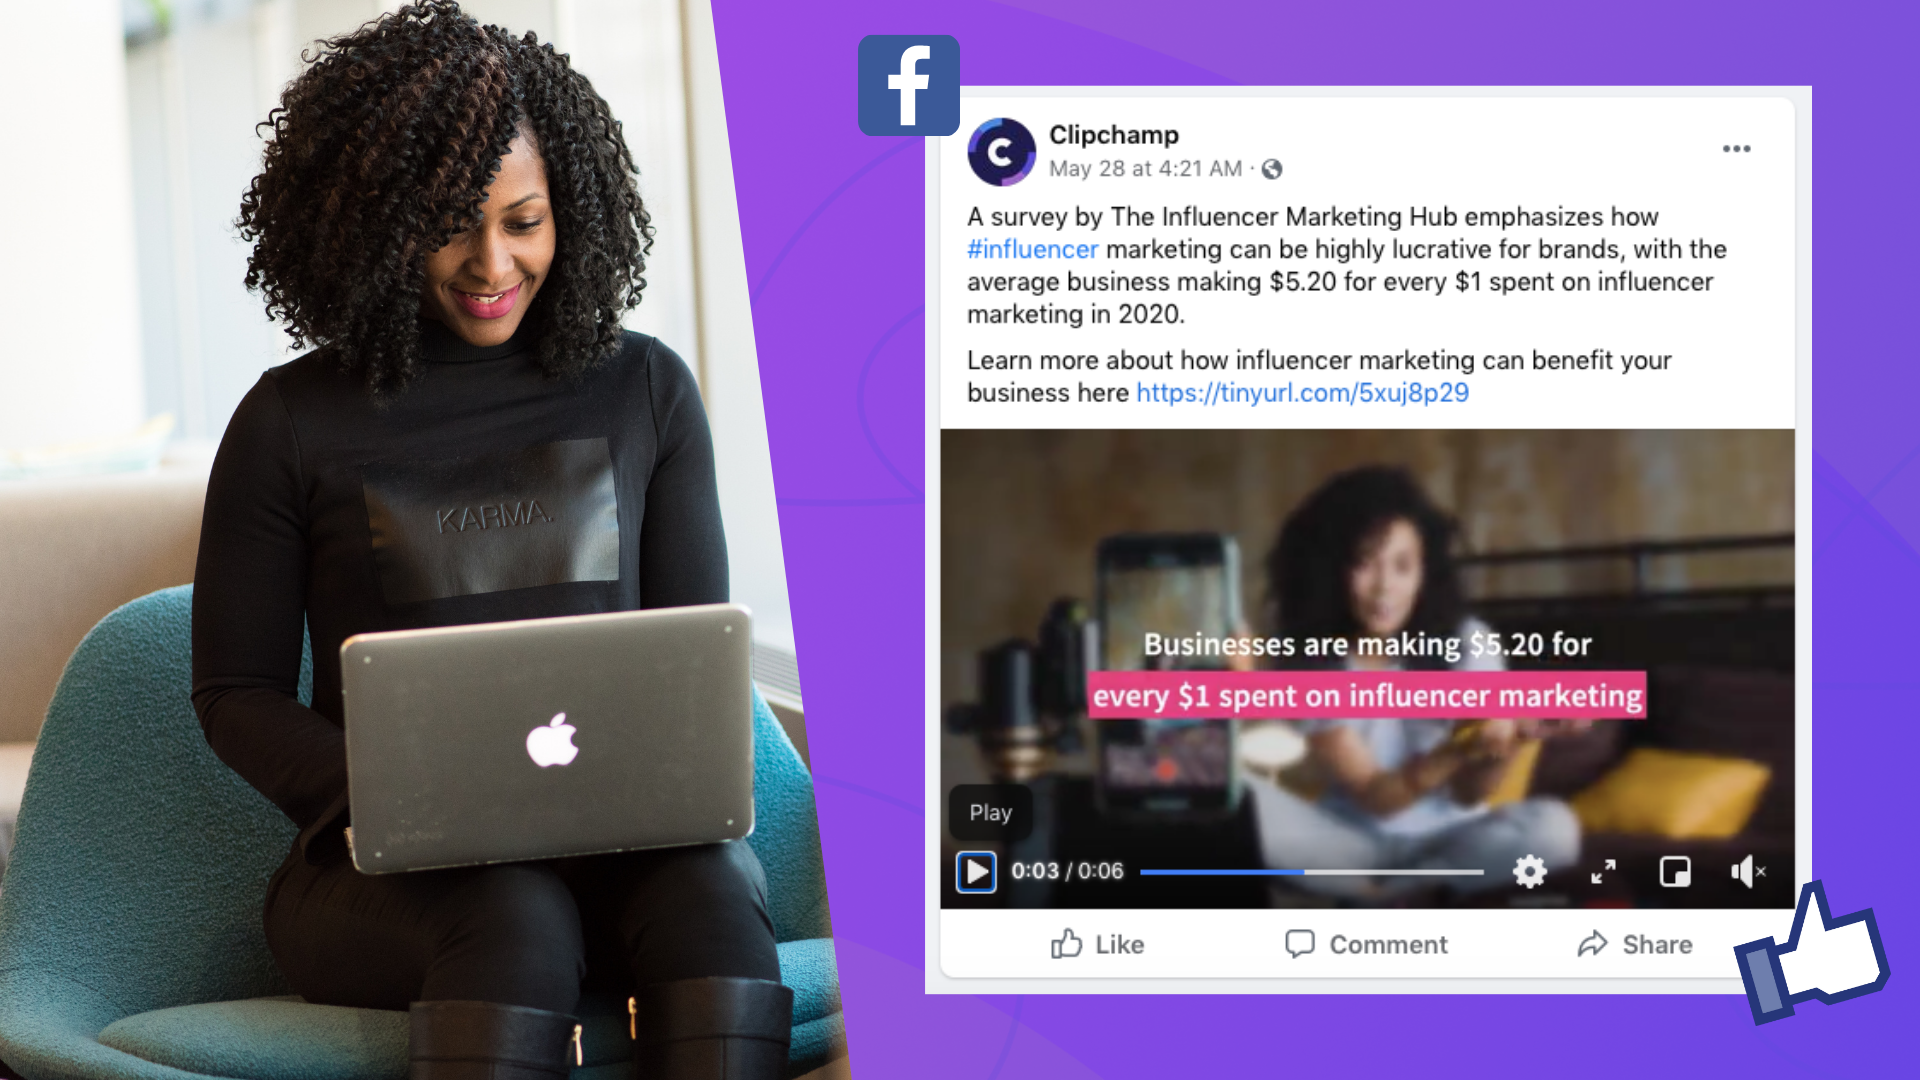 KARMA.
f
Clipchamp
May 28 at 4:21 AM ·
A survey by The Influencer Marketing Hub emphasizes how
#influencer marketing can be highly lucrative for brands, with the
average business making $5.20 for every $1 spent on influencer
marketing in 2020.
Learn more about how influencer marketing can benefit your
business here https://tinyurl.com/5xuj8p29
Businesses are making $5.20 for
every $1 spent on influencer marketing
Play
0:03 / 0:06
Like
Comment
Share